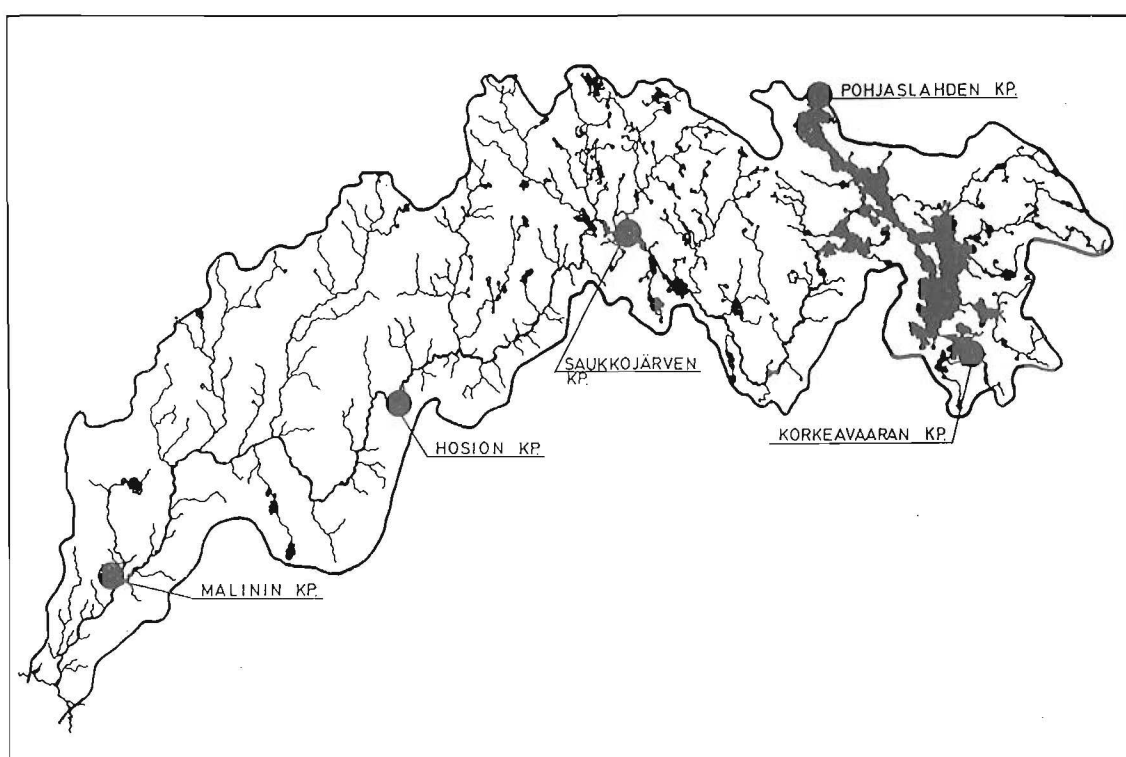 POHJASLAHDEN KP.
SAUKKOJÄRVEN
KP.
KORKEAVAARAN KP.
HOSION KP.
MALININ KP.